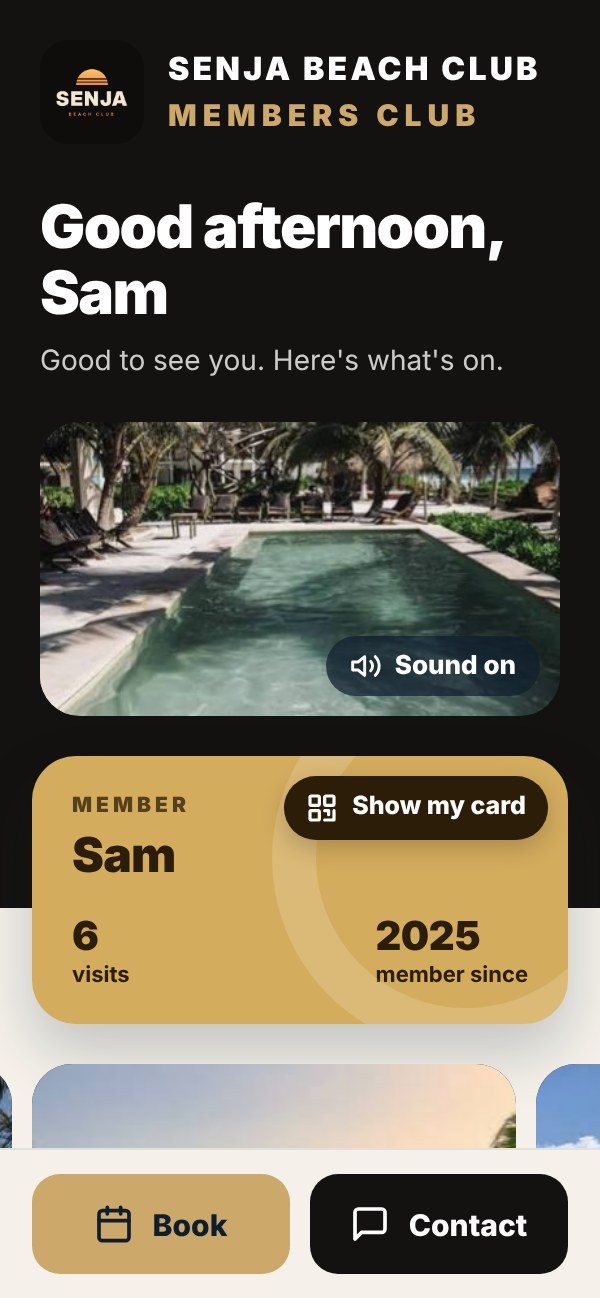 SENJA
BEACH CLUB
SENJA BEACH CLUB
MEMBERS CLUB
Good afternoon,
Sam
Good to see you. Here's what's on.
Sound on
MEMBER
Show my card
Sam
6
visits
2025
member since
Book
Contact